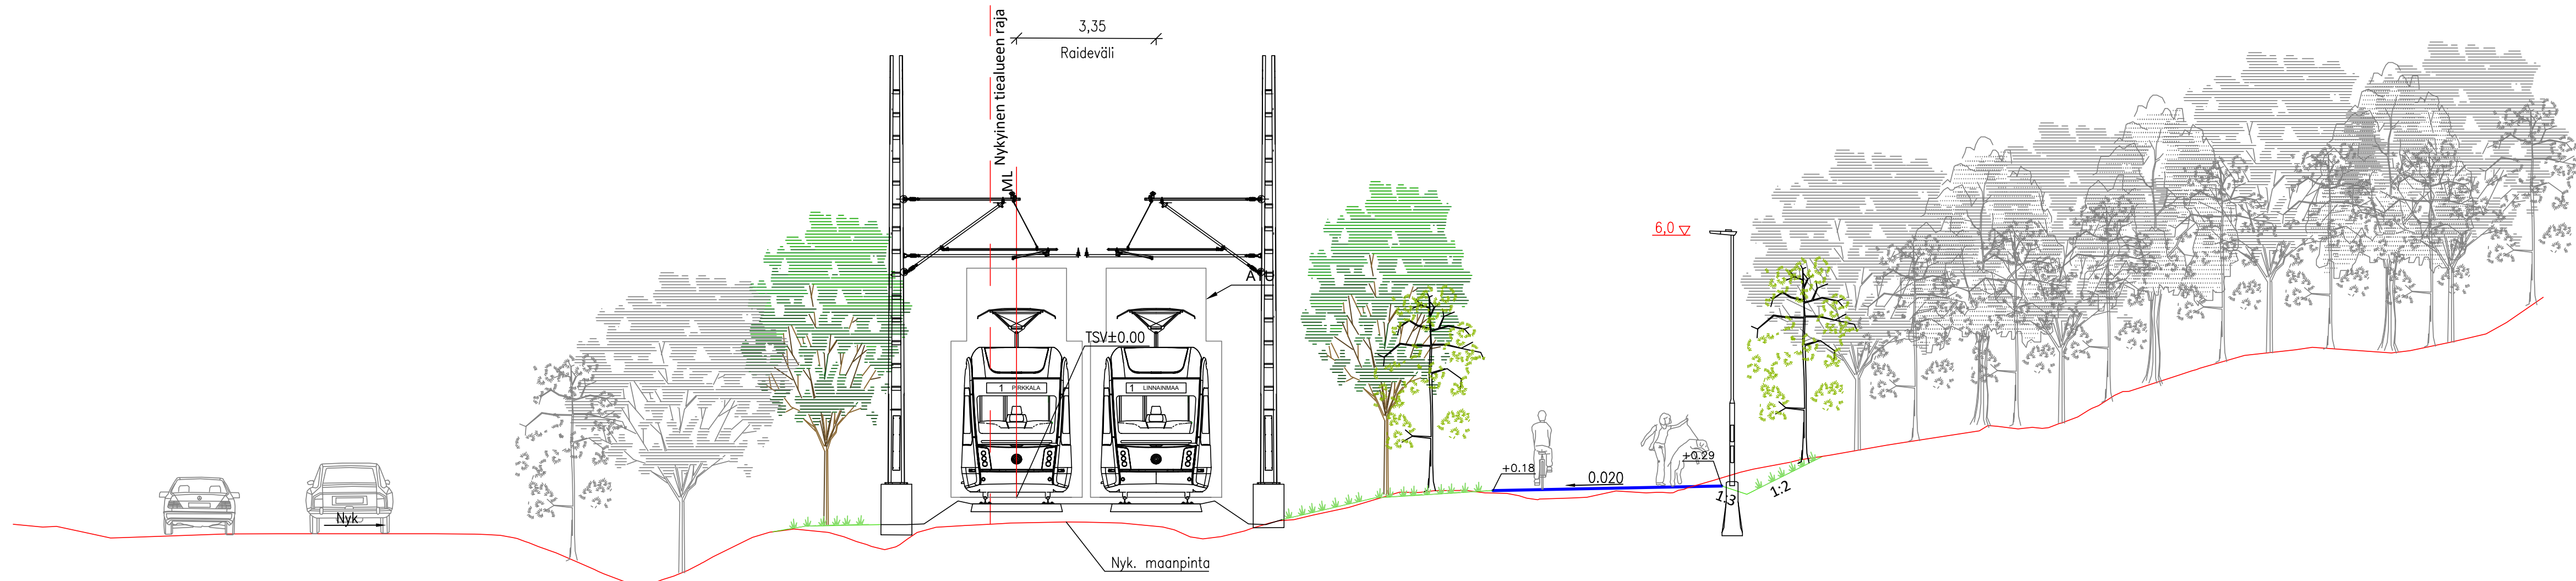 Nykyinen tiealueen raja
3,35
Raideväli
ML
6,0
TSV±0.00
1 PIRKKALA
1 LINNAINMAA
+0.18
0.020
+0.29
1:3
1:2
Nyk
Nyk. maanpinta